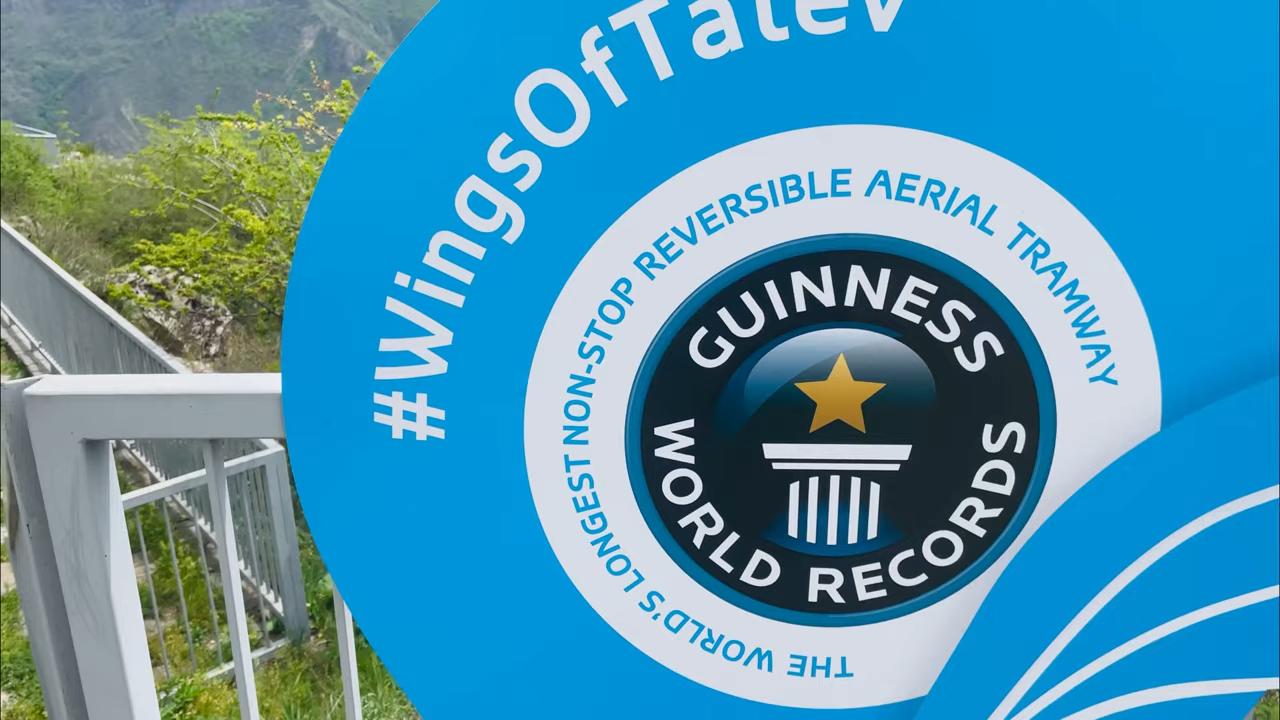 #WingsOfTatev
THE WORLD'S LONGEST NON-STOP REVERSIBLE AERIAL TRAMWAY
GUINNESS
WORLD RECORDS